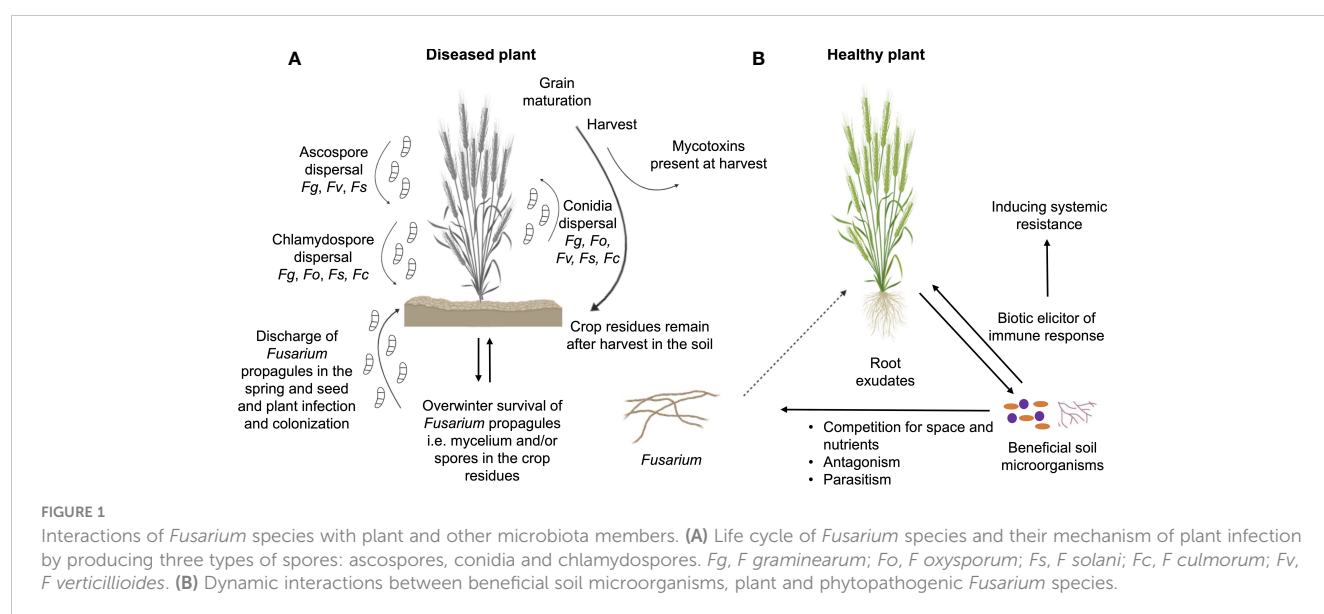 A
Diseased plant
Grain
maturation
Harvest
Mycotoxins
present at harvest
Ascospore
dispersal
Fg, Fv, Fs
Conidia
dispersal
Fg, Fo,
Fv, Fs, Fc
Chlamydospore
dispersal
Fg, Fo, Fs, Fc
Crop residues remain
after harvest in the soil
Discharge of
Fusarium
propagules in the
spring and seed
and plant infection
and colonization
Overwinter survival of
Fusarium propagules
i.e. mycelium and/or
spores in the crop
residues
B
Healthy plant
Inducing systemic
resistance
Biotic elicitor of
immune response
Root
exudates
Fusarium
• Competition for space and
nutrients
• Antagonism
• Parasitism
Beneficial soil
microorganisms
FIGURE 1
Interactions of Fusarium species with plant and other microbiota members. (A) Life cycle of Fusarium species and their mechanism of plant infection
by producing three types of spores: ascospores, conidia and chlamydospores. Fg, F graminearum; Fo, F oxysporum; Fs, F solani; Fc, F culmorum; Fv,
F verticillioides. (B) Dynamic interactions between beneficial soil microorganisms, plant and phytopathogenic Fusarium species.